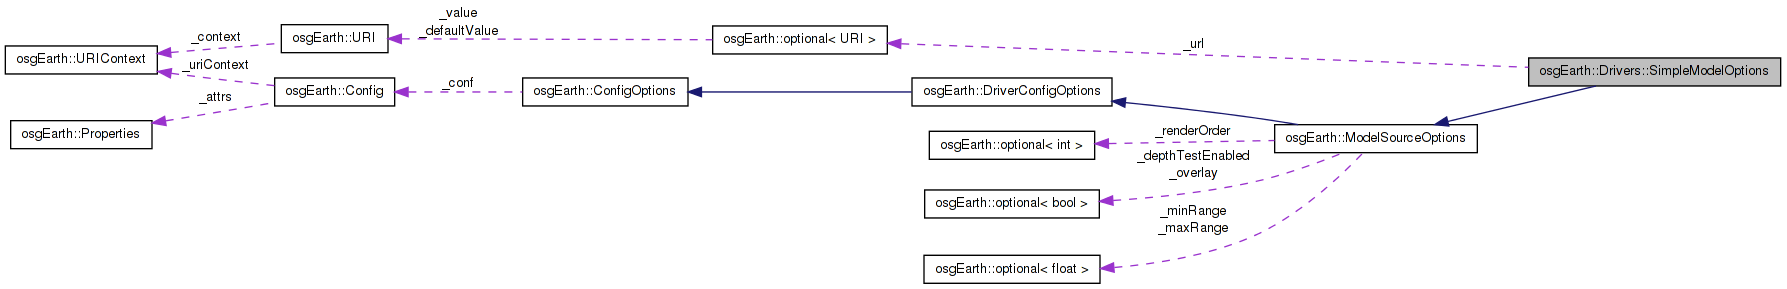 _value
_defaultValue
osgEarth::URI
osgEarth::optional< URI >
_context
_url
osgEarth::URIContext
_uriContext
osgEarth::Drivers::SimpleModelOptions
osgEarth::Config
_conf
osgEarth::ConfigOptions
osgEarth::DriverConfigOptions
_attrs
osgEarth::Properties
_renderOrder
osgEarth::ModelSourceOptions
osgEarth::optional< int >
_depthTestEnabled
_overlay
osgEarth::optional< bool >
_minRange
_maxRange
osgEarth::optional< float >